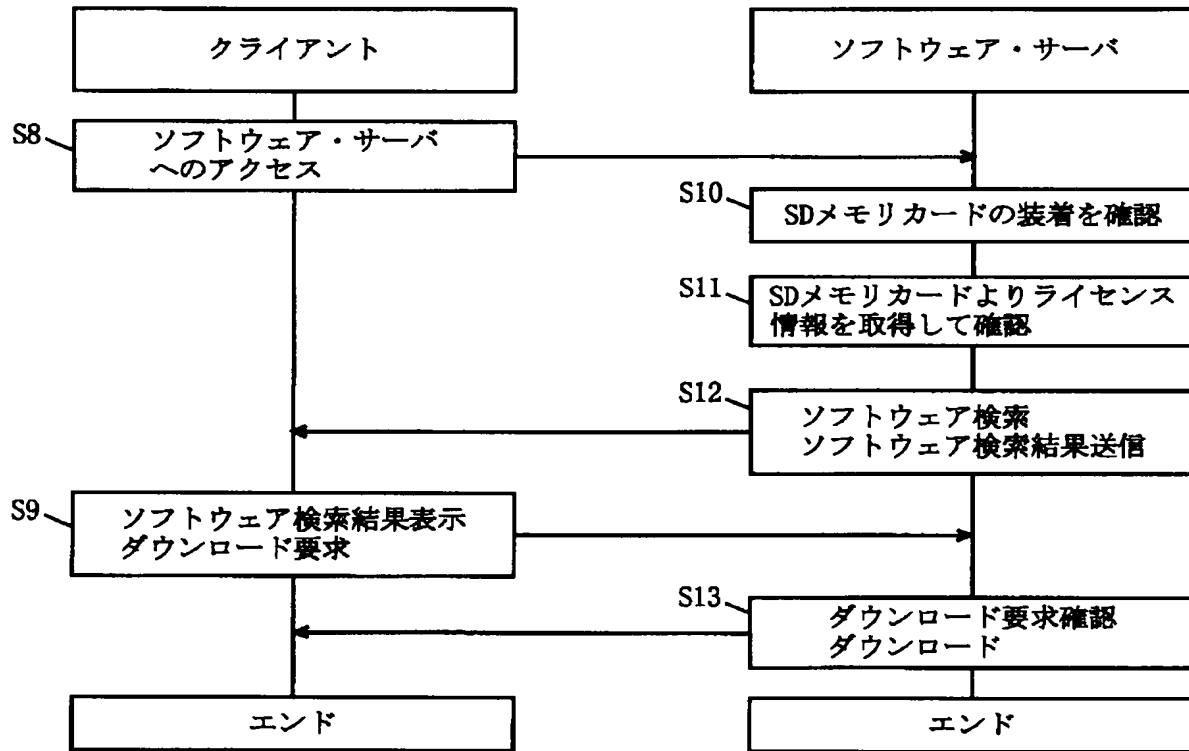 クライアント
ソフトウェア・サーバ
S8
ソフトウェア・サーバ
へのアクセス
S10
SDメモリカードの装着を確認
S11
SDメモリカードよりライセンス
情報を取得して確認
S12
ソフトウェア検索
ソフトウェア検索結果送信
S9
ソフトウェア検索結果表示
ダウンロード要求
S13
ダウンロード要求確認
ダウンロード
エンド
エンド